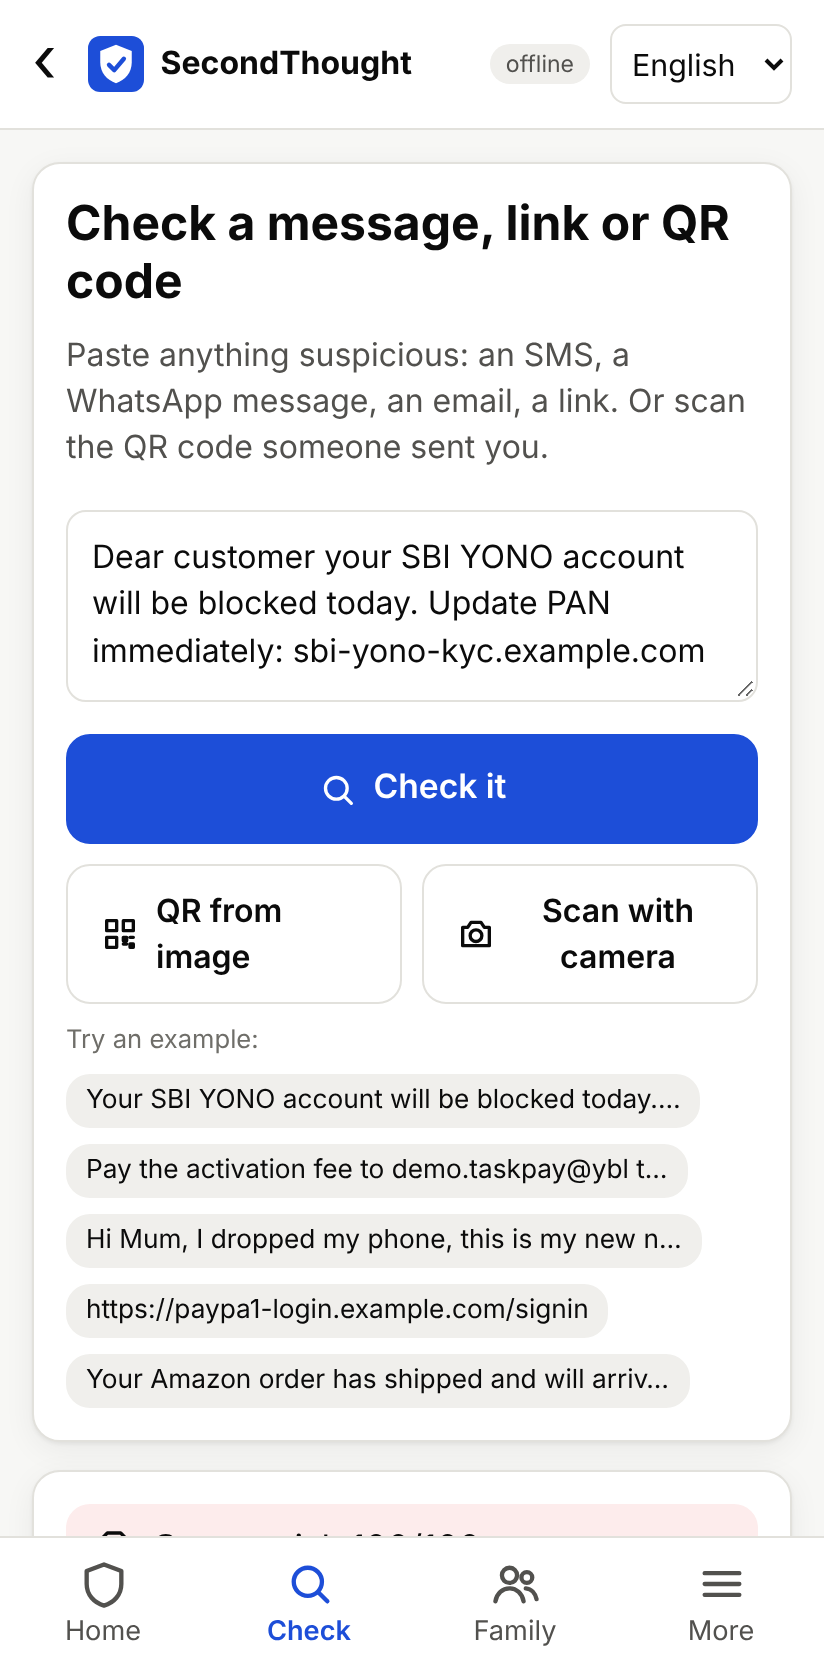 SecondThought
offline
English
Check a message, link or QR
code
Paste anything suspicious: an SMS, a
WhatsApp message, an email, a link. Or scan
the QR code someone sent you.
Dear customer your SBI YONO account
will be blocked today. Update PAN
immediately: sbi-yono-kyc.example.com
Check it
QR from
image
Scan with
camera
Try an example:
Your SBI YONO account will be blocked today....
Pay the activation fee to demo.taskpay@ybl t...
Hi Mum, I dropped my phone, this is my new n...
https://paypa1-login.example.com/signin
Your Amazon order has shipped and will arriv...
Home
Check
Family
More